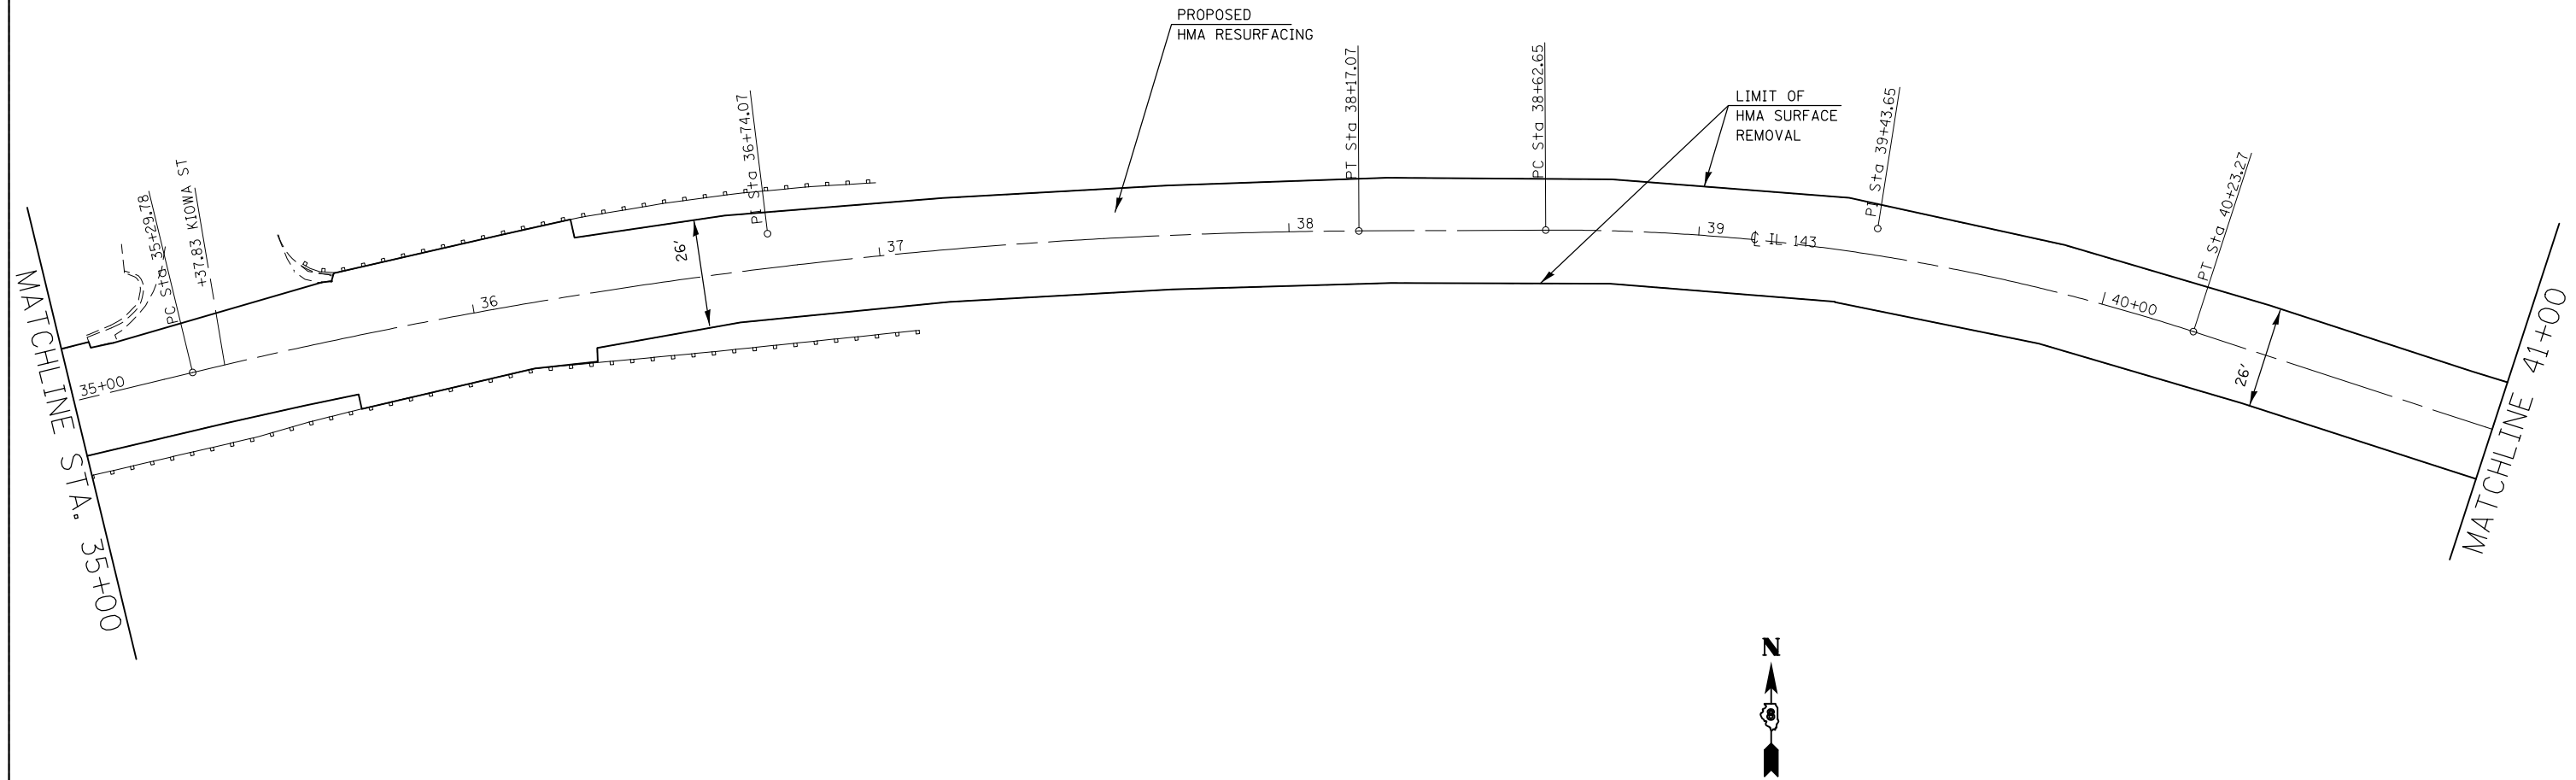 PROPOSED
HMA RESURFACING
PT Sta 38+17.07
PC Sta 38+62.65
LIMIT OF
HMA SURFACE
REMOVAL
PI Sta 36+74.07
PI Sta 39+43.65
PC Sta 35+29.78
+37.83 KIOWA ST
PT Sta 40+23.27
35+00
36
37
38
39
℄ IL 143
40+00
26'
26'
MATCHLINE STA. 35+00
MATCHLINE 41+00
N
8